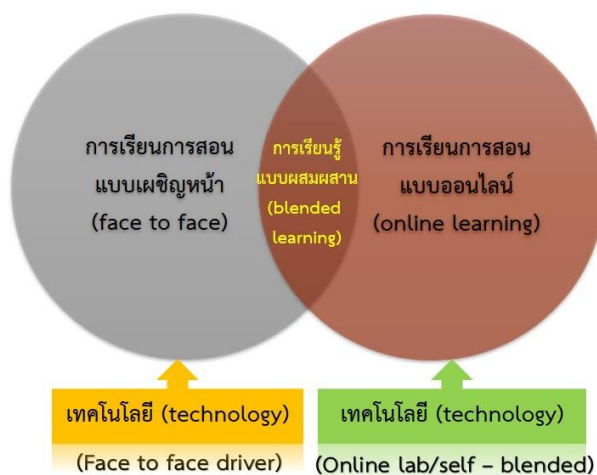 การเรียนการสอน
แบบเผชิญหน้า
(face to face)
การเรียนรู้
แบบผสมผสาน
(blended
learning)
การเรียนการสอน
แบบออนไลน์
(online learning)
เทคโนโลยี (technology)
(Face to face driver)
เทคโนโลยี (technology)
(Online lab/self – blended)